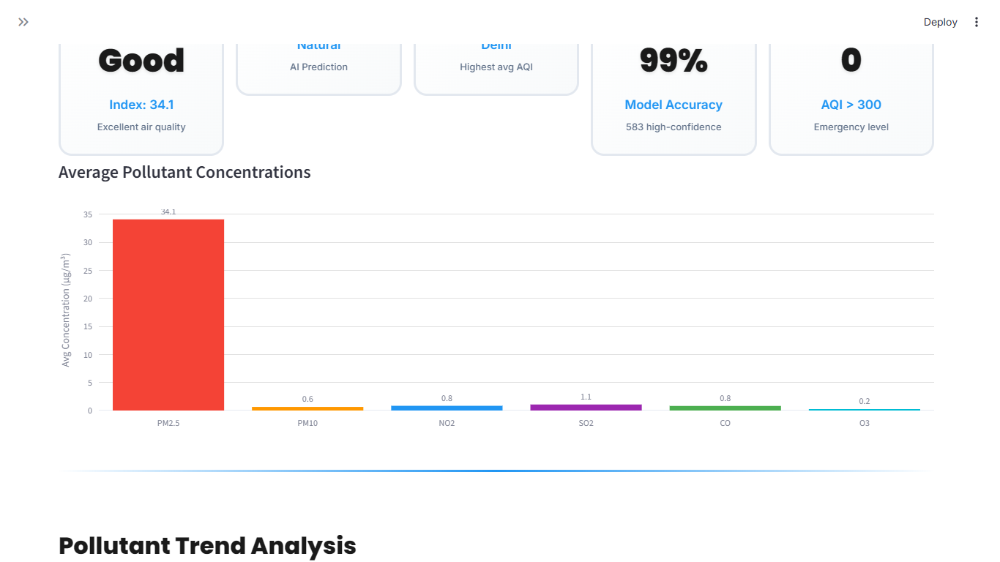 Deploy
Good
Index: 34.1
Excellent air quality
Natural
AI Prediction
Delhi
Highest avg AQI
99%
Model Accuracy
583 high-confidence
0
AQI > 300
Emergency level
Average Pollutant Concentrations
Avg Concentration (μg/m³)
35
30
25
20
15
10
5
0
34.1
0.6
0.8
1.1
0.8
0.2
PM2.5
PM10
NO2
SO2
CO
O3
Pollutant Trend Analysis